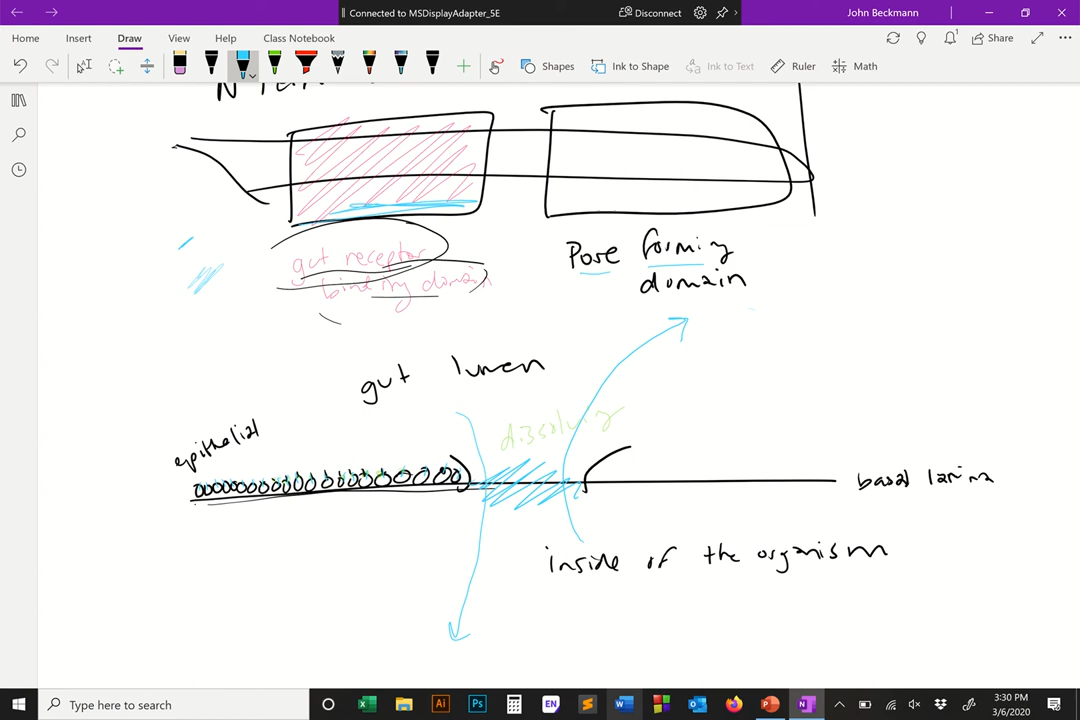 Connected to MSDisplayAdapter_5E
Disconnect
John Beckmann
Home Insert Draw View Help Class Notebook
Share
Shapes Ink to Shape Ink to Text Ruler Math
gut receptor
binding domain
Pore forming
domain
gut lumen
epithelial
dissolving
basal lamina
inside of the organism
Type here to search
EN
3:30 PM
3/6/2020